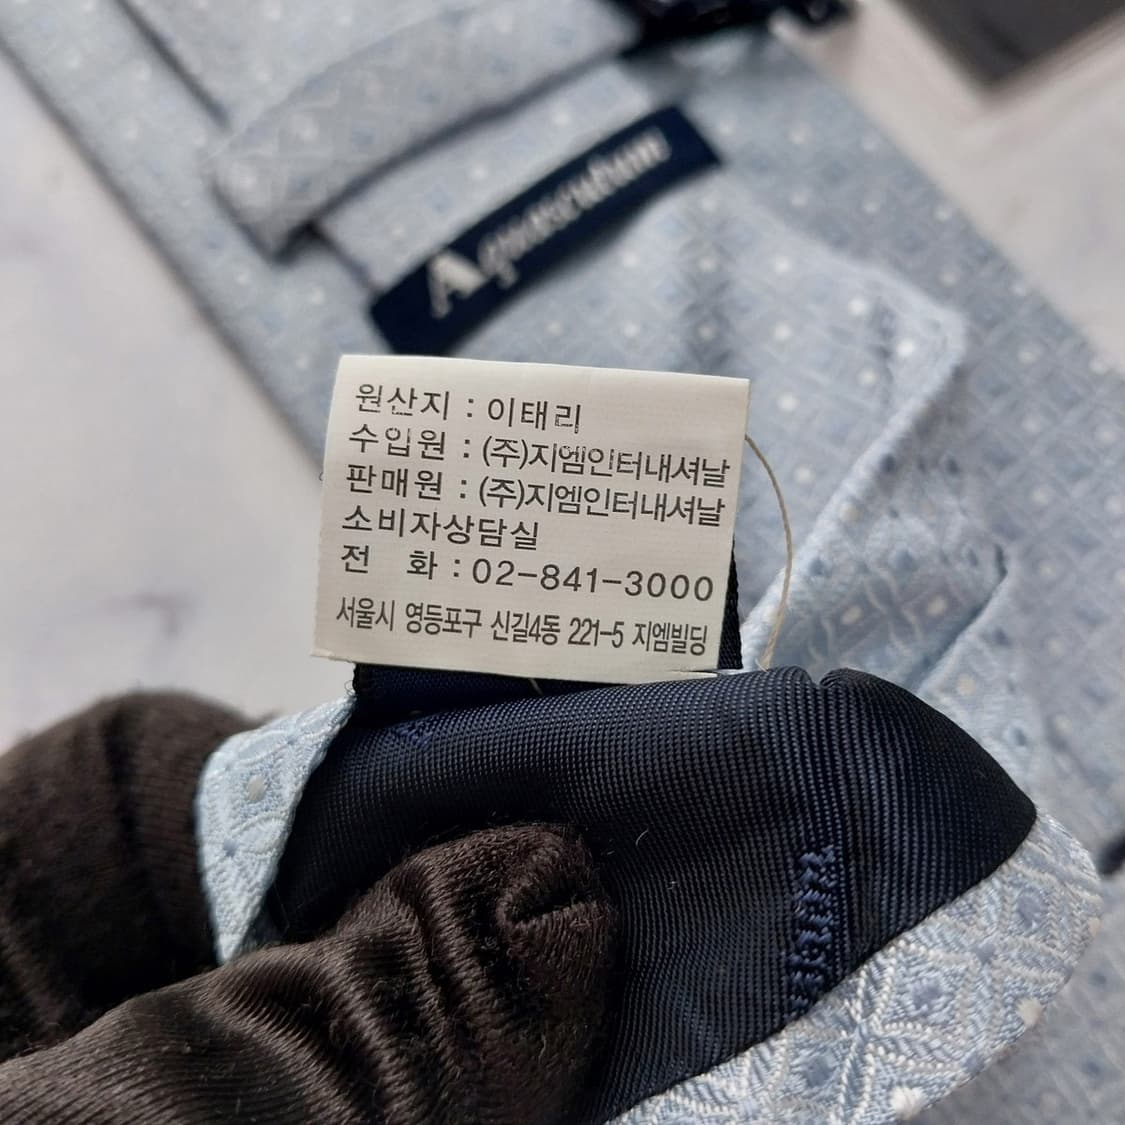 Aquascutum
원산지 : 이태리
수입원 : (주)지엠인터내셔날
판매원 : (주)지엠인터내셔날
소비자상담실
전 화 : 02-841-3000
서울시 영등포구 신길4동 221-5 지엠빌딩